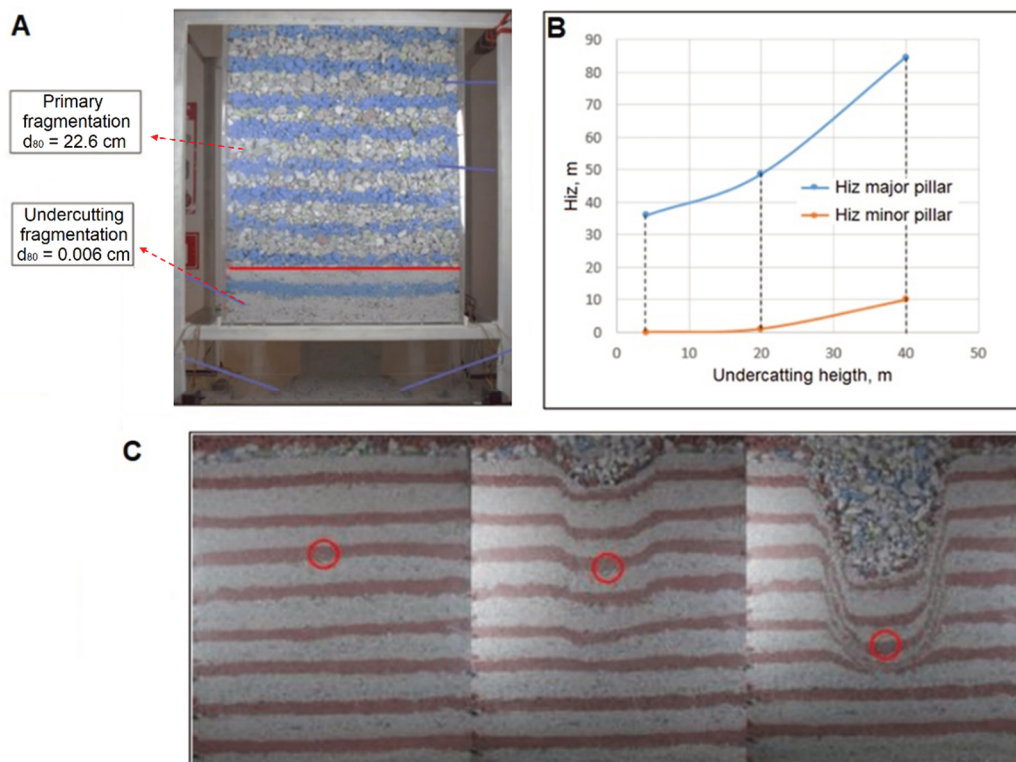 A
Primary
fragmentation
d₈₀ = 22.6 cm
Undercutting
fragmentation
d₈₀ = 0.006 cm
B
90
80
70
60
50
40
30
20
10
0
Hiz, m
Hiz major pillar
Hiz minor pillar
0 10 20 30 40 50
Undercatting heigth, m
C